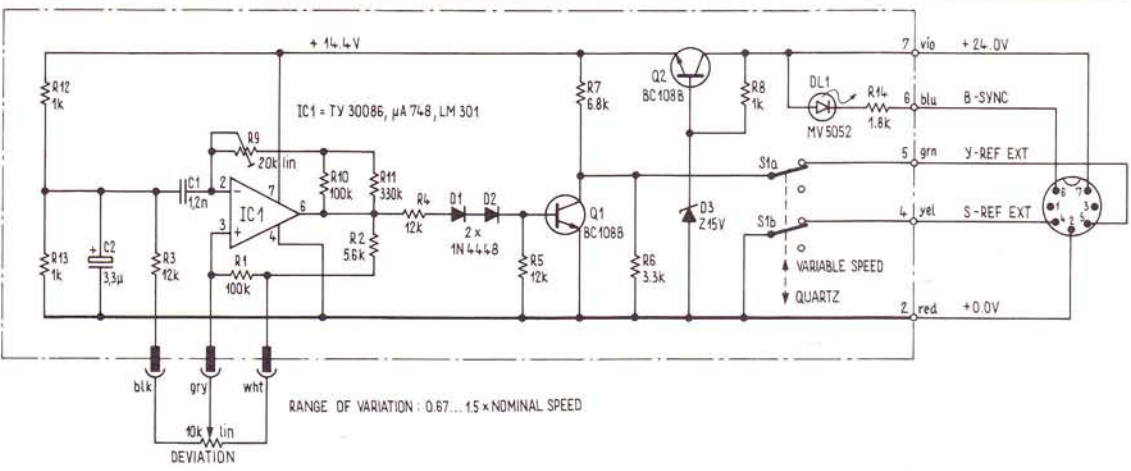 + 14.4V
7 vio +24.0V
R12
1k
IC1 = TY 30086, µA 748, LM 301
R7
6.8k
Q2
BC108B
R8
1k
DL1
MV 5052
R14
1.8k
6 blu B-SYNC
R9
20k lin
R10
100k
R11
330k
C1
1,2n
2
7
IC1
6
3
4
R4
12k
D1
D2
2 x
1N 4448
Q1
BC108B
S1a
5 grn Y-REF EXT
S1b
4 yel S-REF EXT
6
7
1
3
4
2
5
R13
1k
+
C2
3,3µ
R3
12k
R1
100k
R2
5.6k
R5
12k
R6
3.3k
D3
Z15V
VARIABLE SPEED
QUARTZ
2 red +0.0V
blk
gry
wht
RANGE OF VARIATION : 0.67... 1.5 x NOMINAL SPEED
10k lin
DEVIATION